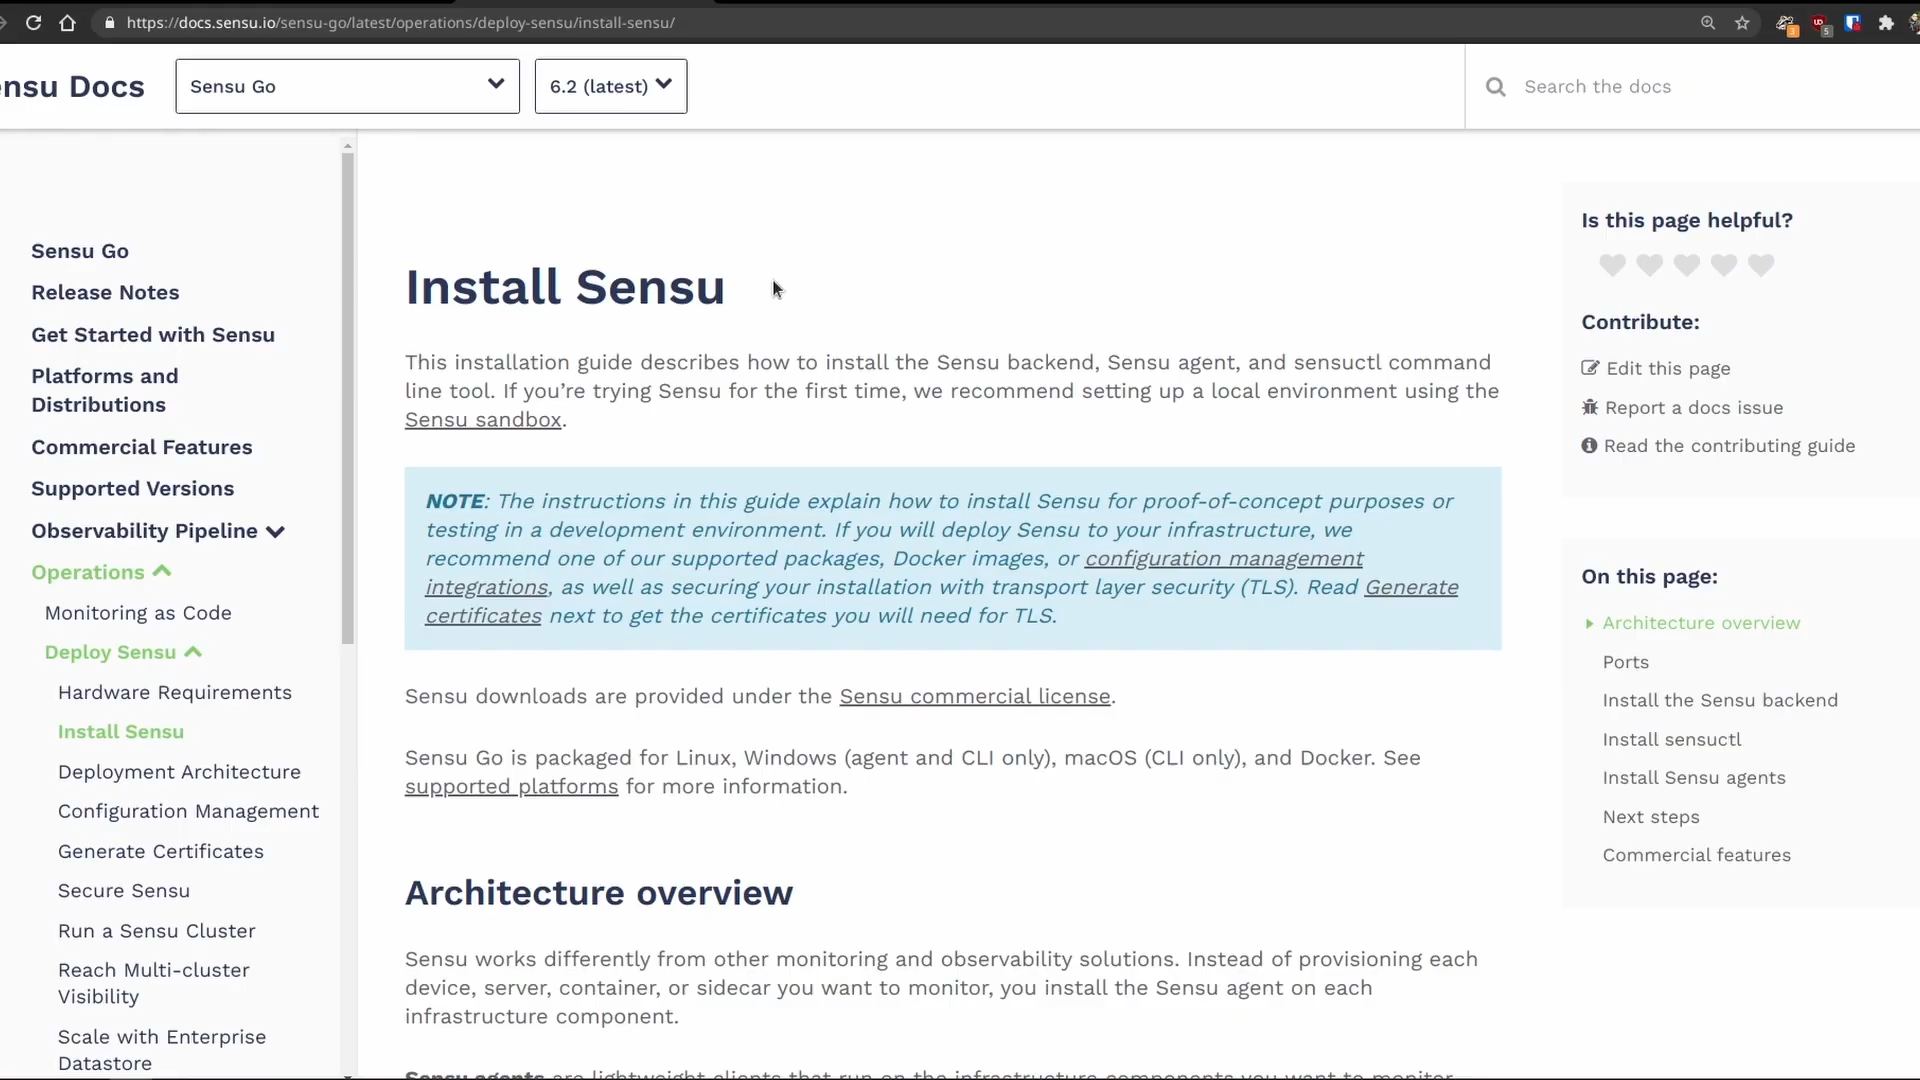 https://docs.sensu.io/sensu-go/latest/operations/deploy-sensu/install-sensu/
3
5
ensu Docs
Sensu Go
6.2 (latest)
Search the docs
Sensu Go
Release Notes
Get Started with Sensu
Platforms and
Distributions
Commercial Features
Supported Versions
Observability Pipeline
Operations
Monitoring as Code
Deploy Sensu
Hardware Requirements
Install Sensu
Deployment Architecture
Configuration Management
Generate Certificates
Secure Sensu
Run a Sensu Cluster
Reach Multi-cluster
Visibility
Scale with Enterprise
Datastore
Install Sensu
This installation guide describes how to install the Sensu backend, Sensu agent, and sensuctl command
line tool. If you’re trying Sensu for the first time, we recommend setting up a local environment using the
Sensu sandbox.
NOTE: The instructions in this guide explain how to install Sensu for proof-of-concept purposes or
testing in a development environment. If you will deploy Sensu to your infrastructure, we
recommend one of our supported packages, Docker images, or configuration management
integrations, as well as securing your installation with transport layer security (TLS). Read Generate
certificates next to get the certificates you will need for TLS.
Sensu downloads are provided under the Sensu commercial license.
Sensu Go is packaged for Linux, Windows (agent and CLI only), macOS (CLI only), and Docker. See
supported platforms for more information.
Architecture overview
Sensu works differently from other monitoring and observability solutions. Instead of provisioning each
device, server, container, or sidecar you want to monitor, you install the Sensu agent on each
infrastructure component.
Sensu agents are lightweight clients that run on the infrastructure components you want to monitor.
Is this page helpful?
Contribute:
Edit this page
Report a docs issue
Read the contributing guide
On this page:
Architecture overview
Ports
Install the Sensu backend
Install sensuctl
Install Sensu agents
Next steps
Commercial features